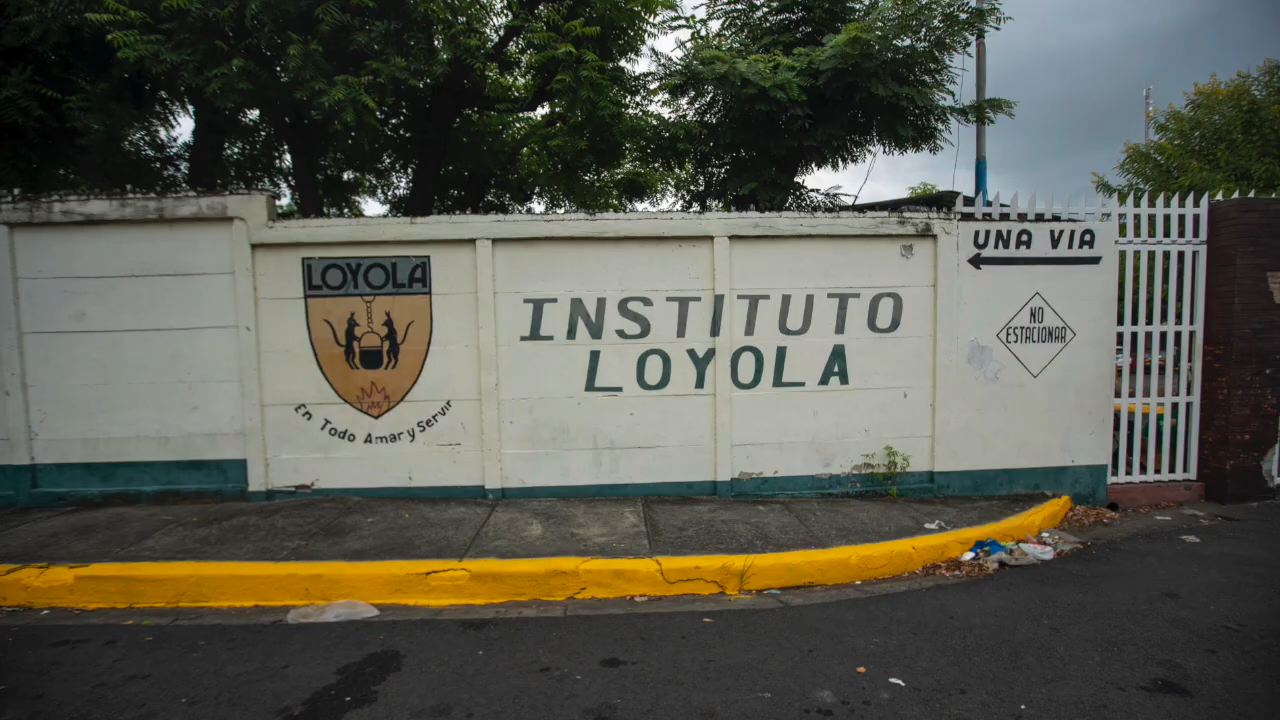 LOYOLA
En Todo Amar y Servir
INSTITUTO
LOYOLA
UNA VIA
NO
ESTACIONAR